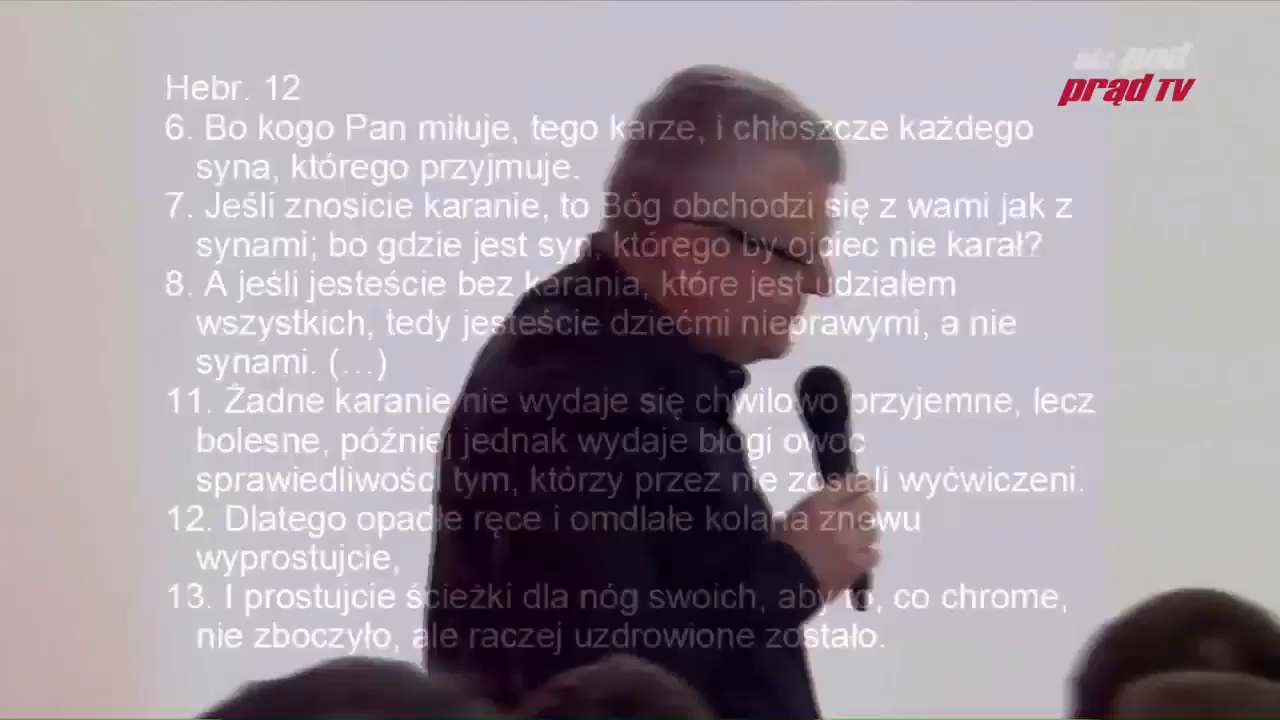 Hebr. 12
6. Bo kogo Pan miłuje, tego karze, i chłoszcze każdego
syna, którego przyjmuje.
7. Jeśli znosicie karanie, to Bóg obchodzi się z wami jak z
synami; bo gdzie jest syn, którego by ojciec nie karał?
8. A jeśli jesteście bez karania, które jest udziałem
wszystkich, tedy jesteście dziećmi nieprawymi, a nie
synami. (…)
11. Żadne karanie nie wydaje się chwilowo przyjemne, lecz
bolesne, później jednak wydaje błogi owoc
sprawiedliwości tym, którzy przez nie zostali wyćwiczeni.
12. Dlatego opadłe ręce i omdlałe kolana znowu
wyprostujcie,
13. I prostujcie ścieżki dla nóg swoich, aby to, co chrome,
nie zboczyło, ale raczej uzdrowione zostało.
idź pod
prąd TV